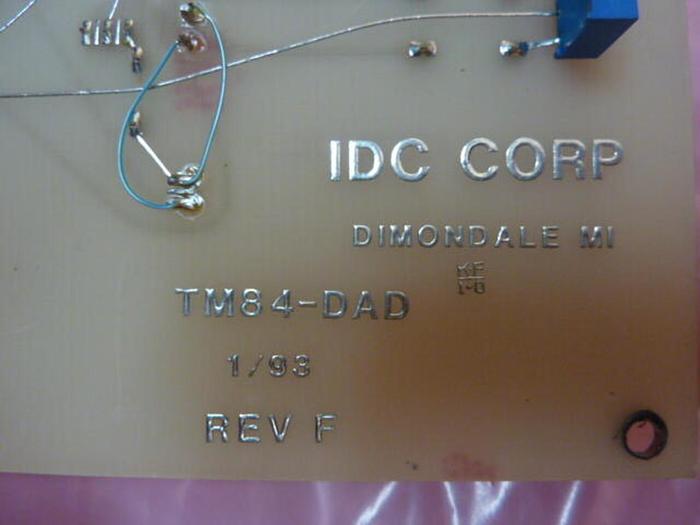 IDC CORP
DIMONDALE MI
TM84-DAD
1/93
REV F